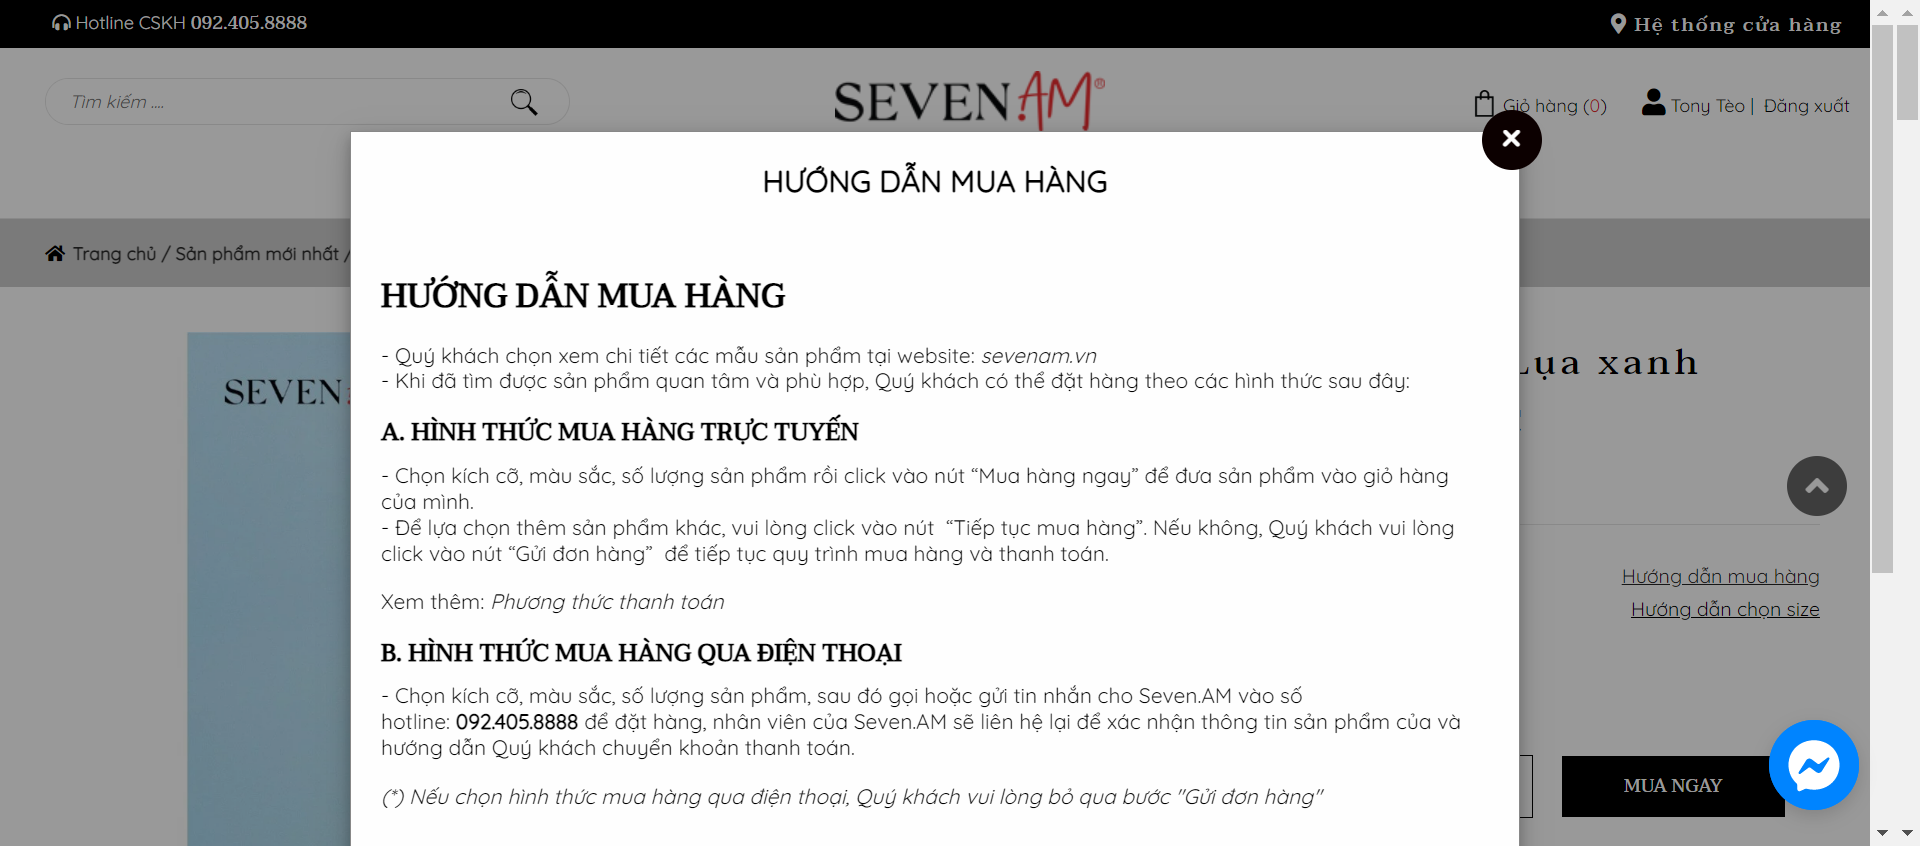 Hotline CSKH 092.405.8888
Hệ thống cửa hàng
Tìm kiếm ....
SEVEN.AM®
Giỏ hàng (0)
Tony Tèo | Đăng xuất
HƯỚNG DẪN MUA HÀNG
Trang chủ / Sản phẩm mới nhất /
HƯỚNG DẪN MUA HÀNG
- Quý khách chọn xem chi tiết các mẫu sản phẩm tại website: sevenam.vn
- Khi đã tìm được sản phẩm quan tâm và phù hợp, Quý khách có thể đặt hàng theo các hình thức sau đây:
Lụa xanh
SEVEN.
A. HÌNH THỨC MUA HÀNG TRỰC TUYẾN
- Chọn kích cỡ, màu sắc, số lượng sản phẩm rồi click vào nút “Mua hàng ngay” để đưa sản phẩm vào giỏ hàng
của mình.
- Để lựa chọn thêm sản phẩm khác, vui lòng click vào nút  “Tiếp tục mua hàng”. Nếu không, Quý khách vui lòng
click vào nút “Gửi đơn hàng”  để tiếp tục quy trình mua hàng và thanh toán.
Hướng dẫn mua hàng
Hướng dẫn chọn size
Xem thêm: Phương thức thanh toán
B. HÌNH THỨC MUA HÀNG QUA ĐIỆN THOẠI
- Chọn kích cỡ, màu sắc, số lượng sản phẩm, sau đó gọi hoặc gửi tin nhắn cho Seven.AM vào số
hotline: 092.405.8888 để đặt hàng, nhân viên của Seven.AM sẽ liên hệ lại để xác nhận thông tin sản phẩm của và
hướng dẫn Quý khách chuyển khoản thanh toán.
(*) Nếu chọn hình thức mua hàng qua điện thoại, Quý khách vui lòng bỏ qua bước "Gửi đơn hàng"
MUA NGAY